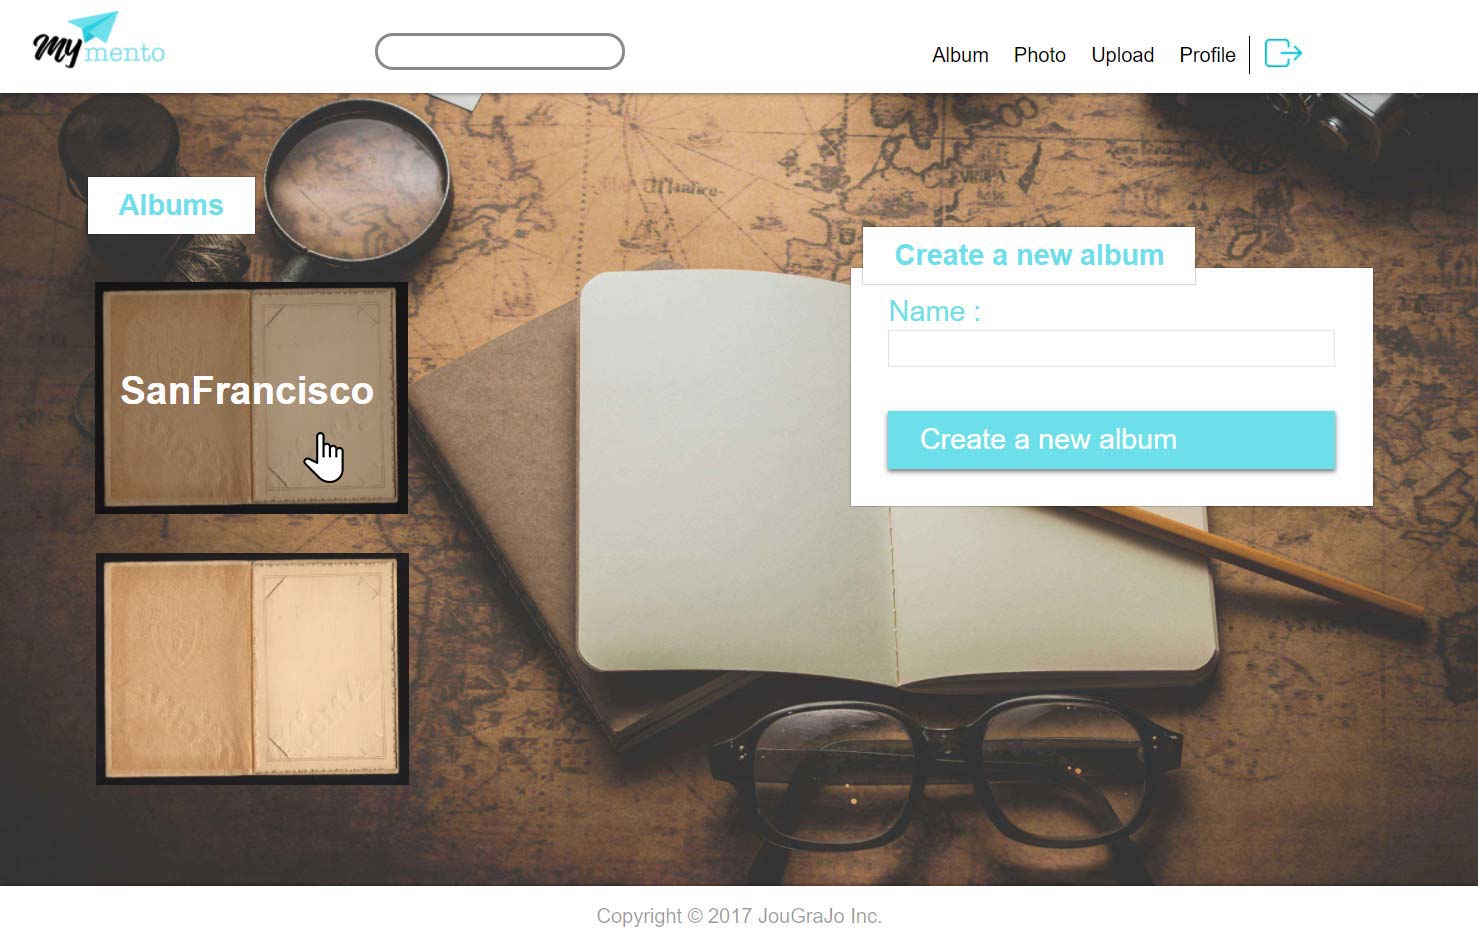 My mento
Album Photo Upload Profile
Albums
Create a new album
Name :
SanFrancisco
Create a new album
Copyright © 2017 JouGraJo Inc.